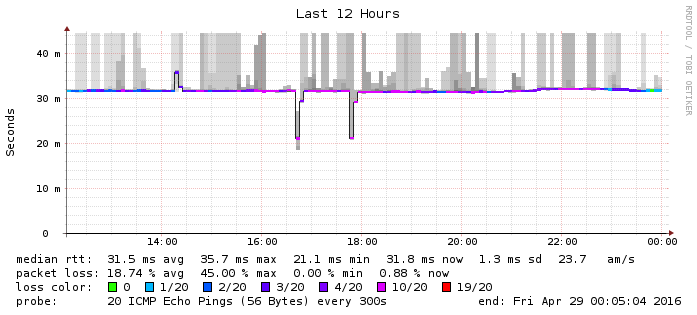 Last 12 Hours
RRDTOOL / TOBI OETIKER
Seconds
40 m
30 m
20 m
10 m
0
14:00 16:00 18:00 20:00 22:00 00:00
median rtt: 31.5 ms avg 35.7 ms max 21.1 ms min 31.8 ms now 1.3 ms sd 23.7 am/s
packet loss: 18.74 % avg 45.00 % max 0.00 % min 0.88 % now
loss color: 0 1/20 2/20 3/20 4/20 10/20 19/20
probe: 20 ICMP Echo Pings (56 Bytes) every 300s end: Fri Apr 29 00:05:04 2016